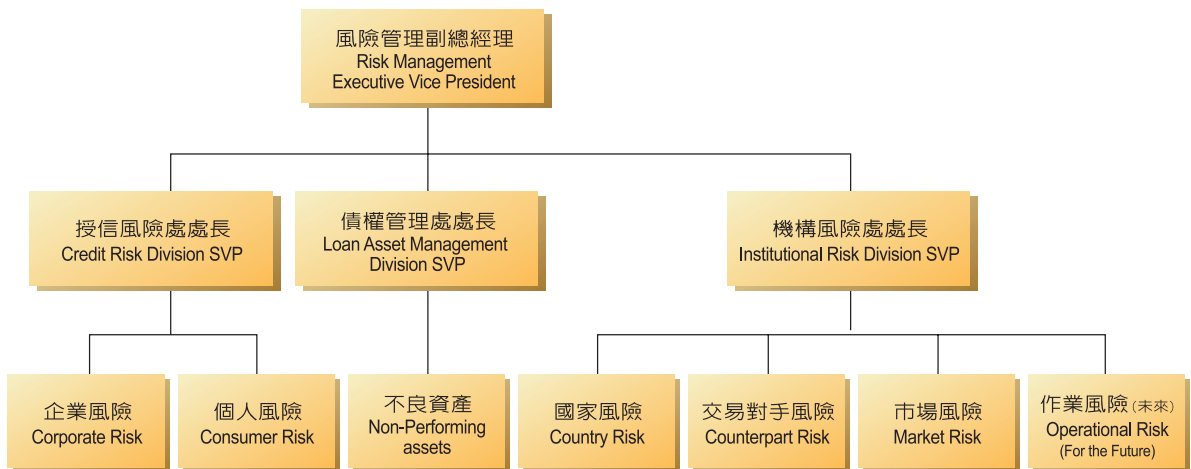 風險管理副總經理
Risk Management
Executive Vice President
授信風險處處長
Credit Risk Division SVP
債權管理處處長
Loan Asset Management
Division SVP
機構風險處處長
Institutional Risk Division SVP
企業風險
Corporate Risk
個人風險
Consumer Risk
不良資產
Non-Performing
assets
國家風險
Country Risk
交易對手風險
Counterpart Risk
市場風險
Market Risk
作業風險(未來)
Operational Risk
(For the Future)